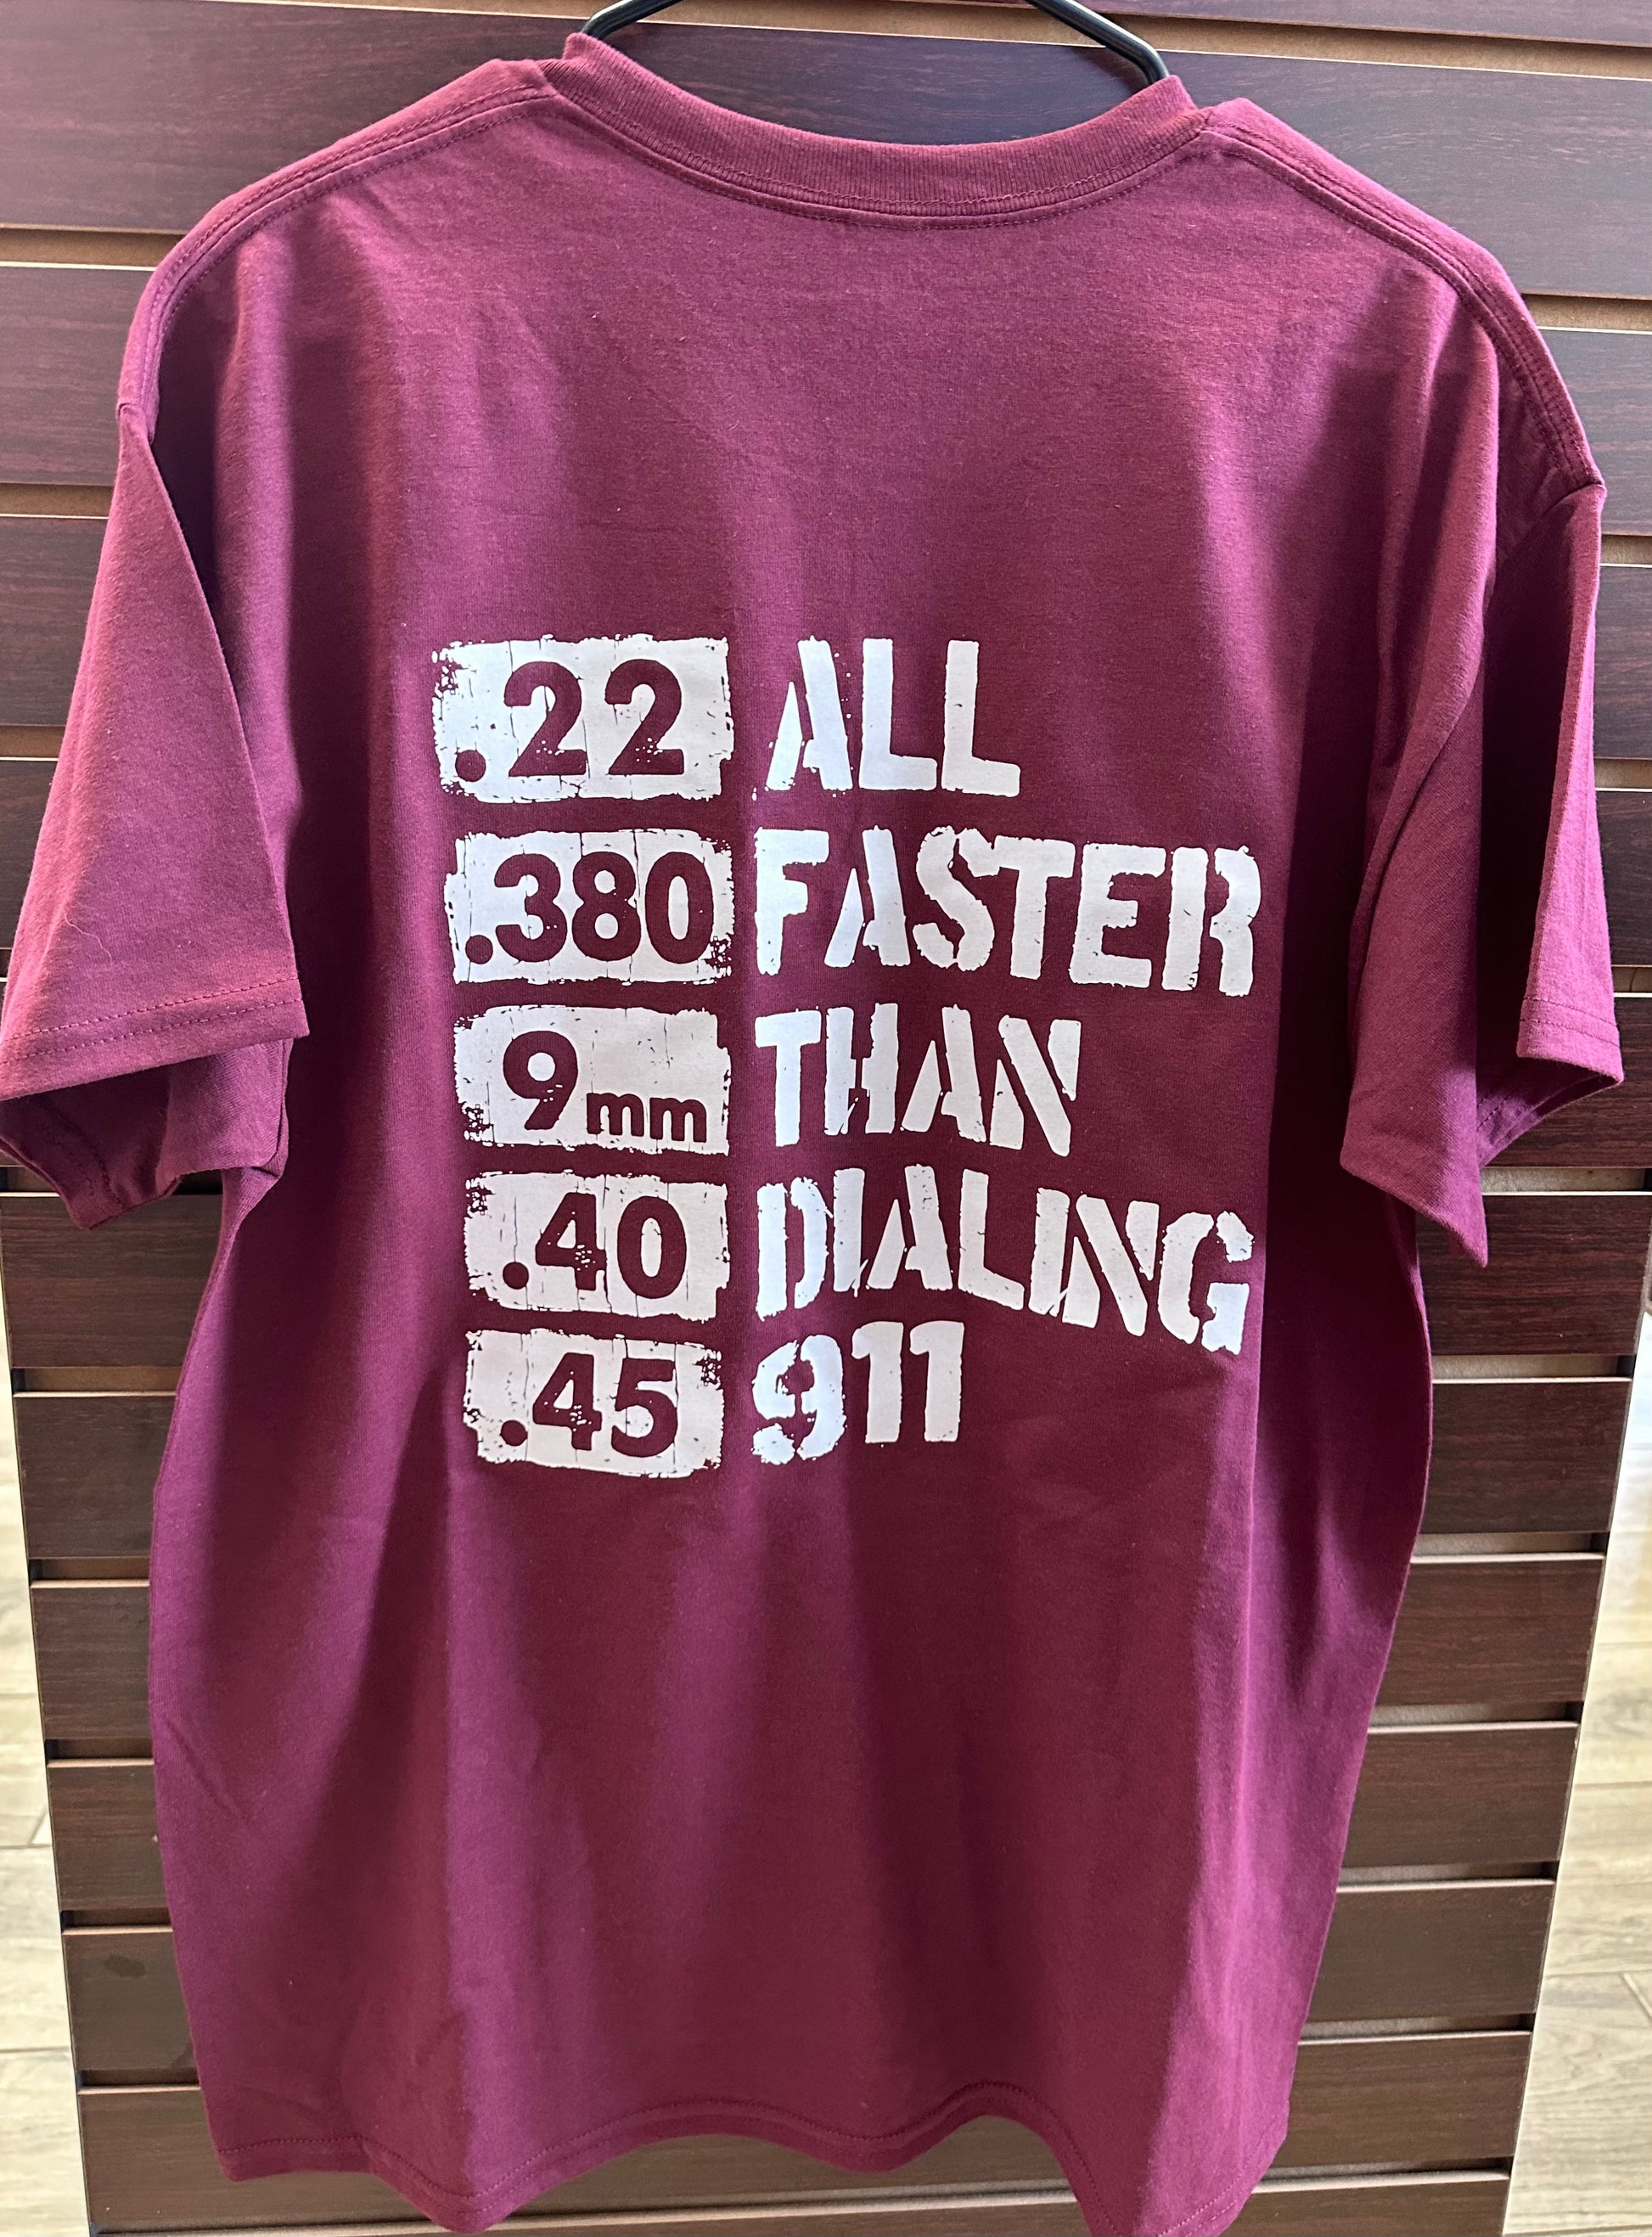 .22 ALL
.380 FASTER
9mm THAN
.40 DIALING
.45 911